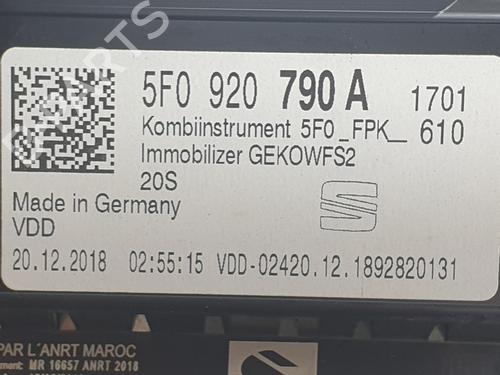 5F0 920 790 A 1701
Kombiinstrument 5F0_FPK_ 610
Immobilizer GEKOWFS2
20S
Made in Germany
VDD
20.12.2018 02:55:15 VDD-02420.12.1892820131
PAR L'ANRT MAROC
MR 16657 ANRT 2018